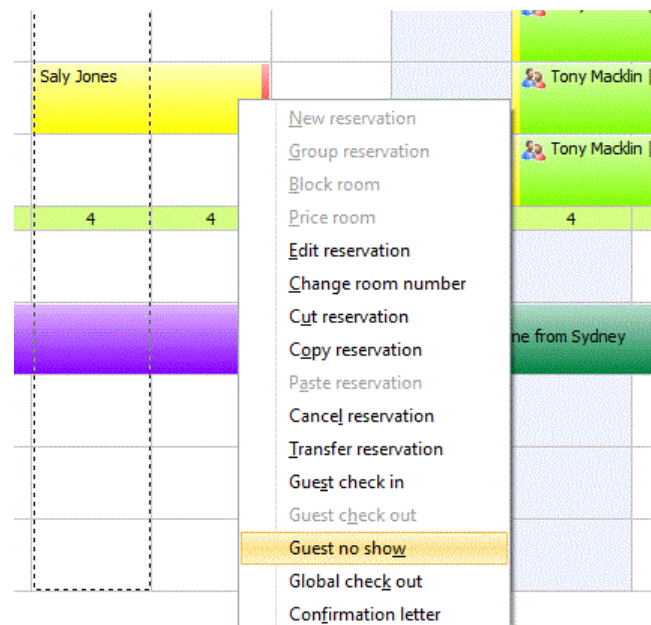 Saly Jones
Tony Macklin
New reservation
Group reservation
Tony Macklin
Block room
Price room
4 4 4
Edit reservation
Change room number
Cut reservation
ne from Sydney
Copy reservation
Paste reservation
Cancel reservation
Transfer reservation
Guest check in
Guest check out
Guest no show
Global check out
Confirmation letter